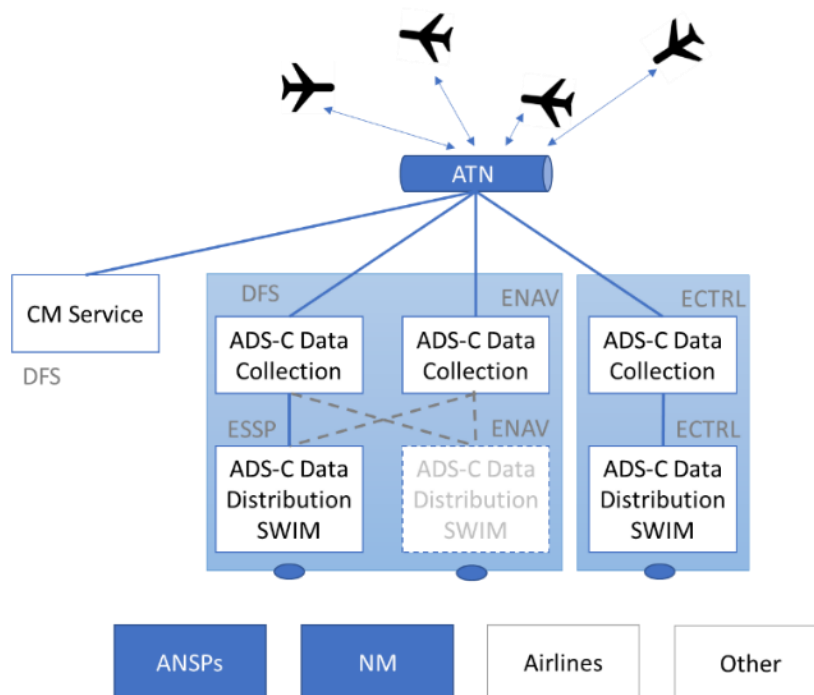 ATN
DFS
ENAV
ECTRL
CM Service
ADS-C Data
Collection
ADS-C Data
Collection
ADS-C Data
Collection
DFS
ESSP
ENAV
ECTRL
ADS-C Data
Distribution
SWIM
ADS-C Data
Distribution
SWIM
ADS-C Data
Distribution
SWIM
ANSPs
NM
Airlines
Other